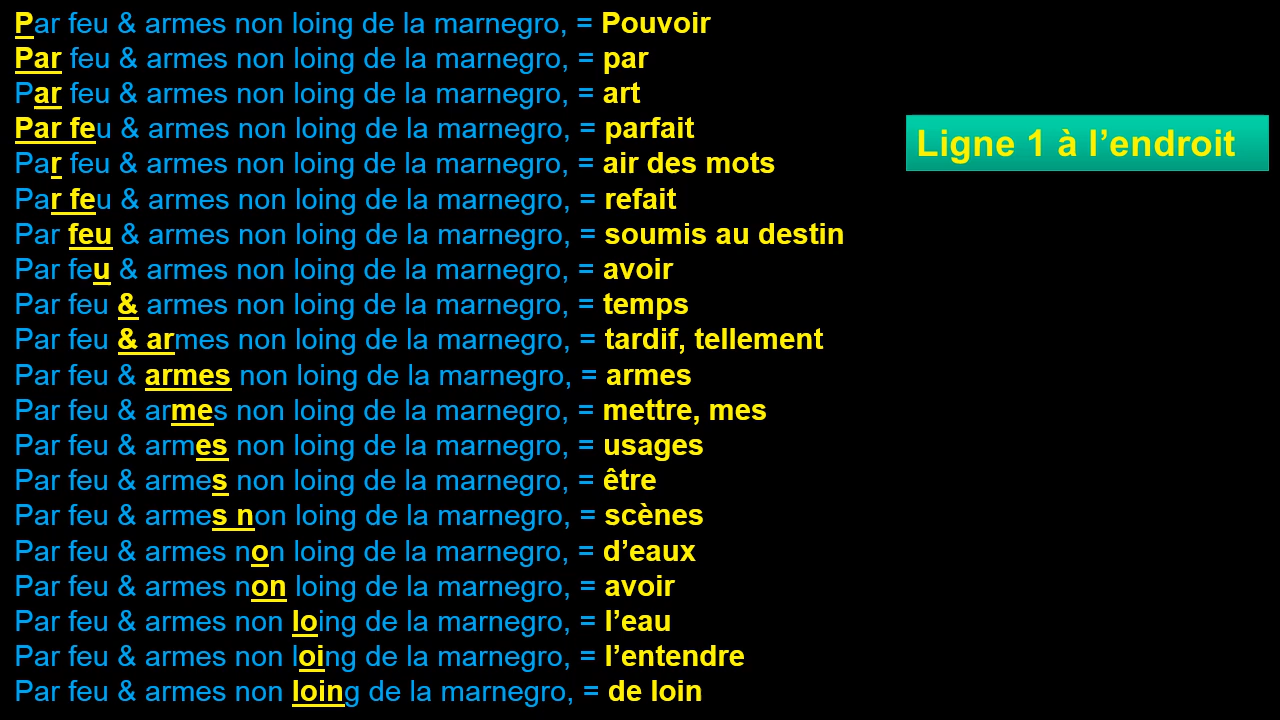 Par feu & armes non loing de la marnegro, = Pouvoir
Par feu & armes non loing de la marnegro, = par
Par feu & armes non loing de la marnegro, = art
Par feu & armes non loing de la marnegro, = parfait
Ligne 1 à l’endroit
Par feu & armes non loing de la marnegro, = air des mots
Par feu & armes non loing de la marnegro, = refait
Par feu & armes non loing de la marnegro, = soumis au destin
Par feu & armes non loing de la marnegro, = avoir
Par feu & armes non loing de la marnegro, = temps
Par feu & armes non loing de la marnegro, = tardif, tellement
Par feu & armes non loing de la marnegro, = armes
Par feu & armes non loing de la marnegro, = mettre, mes
Par feu & armes non loing de la marnegro, = usages
Par feu & armes non loing de la marnegro, = être
Par feu & armes non loing de la marnegro, = scènes
Par feu & armes non loing de la marnegro, = d’eaux
Par feu & armes non loing de la marnegro, = avoir
Par feu & armes non loing de la marnegro, = l’eau
Par feu & armes non loing de la marnegro, = l’entendre
Par feu & armes non loing de la marnegro, = de loin